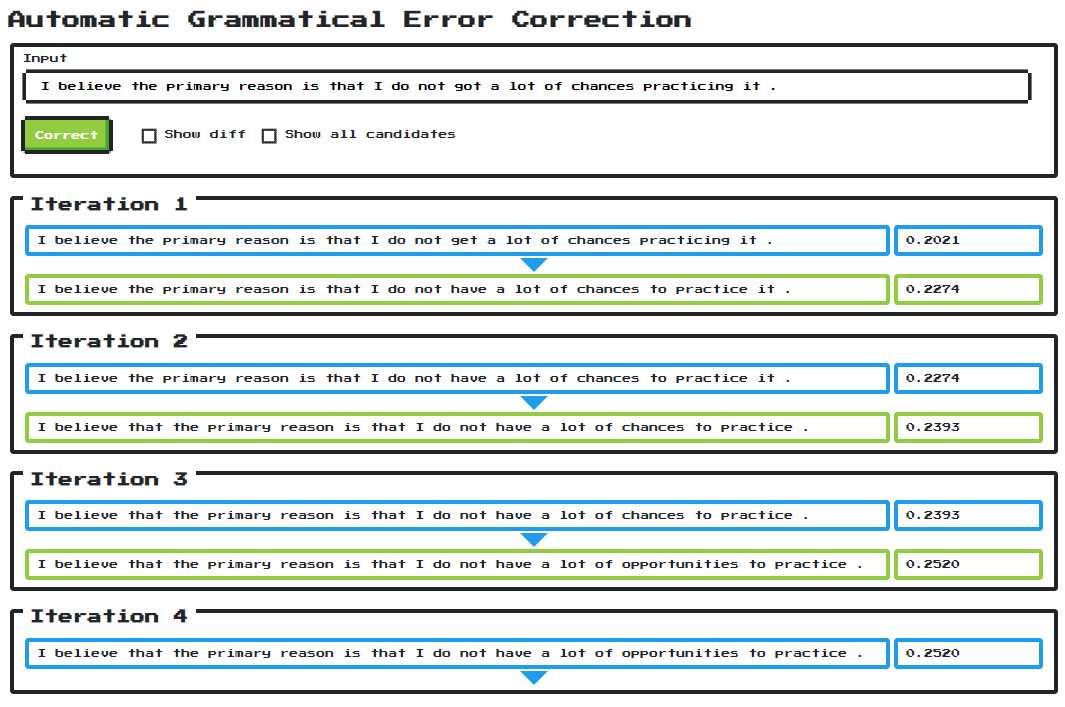 Automatic Grammatical Error Correction
Input
I believe the primary reason is that I do not got a lot of chances practicing it .
Correct Show diff Show all candidates
Iteration 1
I believe the primary reason is that I do not get a lot of chances practicing it . 0.2021
I believe the primary reason is that I do not have a lot of chances to practice it . 0.2274
Iteration 2
I believe the primary reason is that I do not have a lot of chances to practice it . 0.2274
I believe that the primary reason is that I do not have a lot of chances to practice . 0.2393
Iteration 3
I believe that the primary reason is that I do not have a lot of chances to practice . 0.2393
I believe that the primary reason is that I do not have a lot of opportunities to practice . 0.2520
Iteration 4
I believe that the primary reason is that I do not have a lot of opportunities to practice . 0.2520